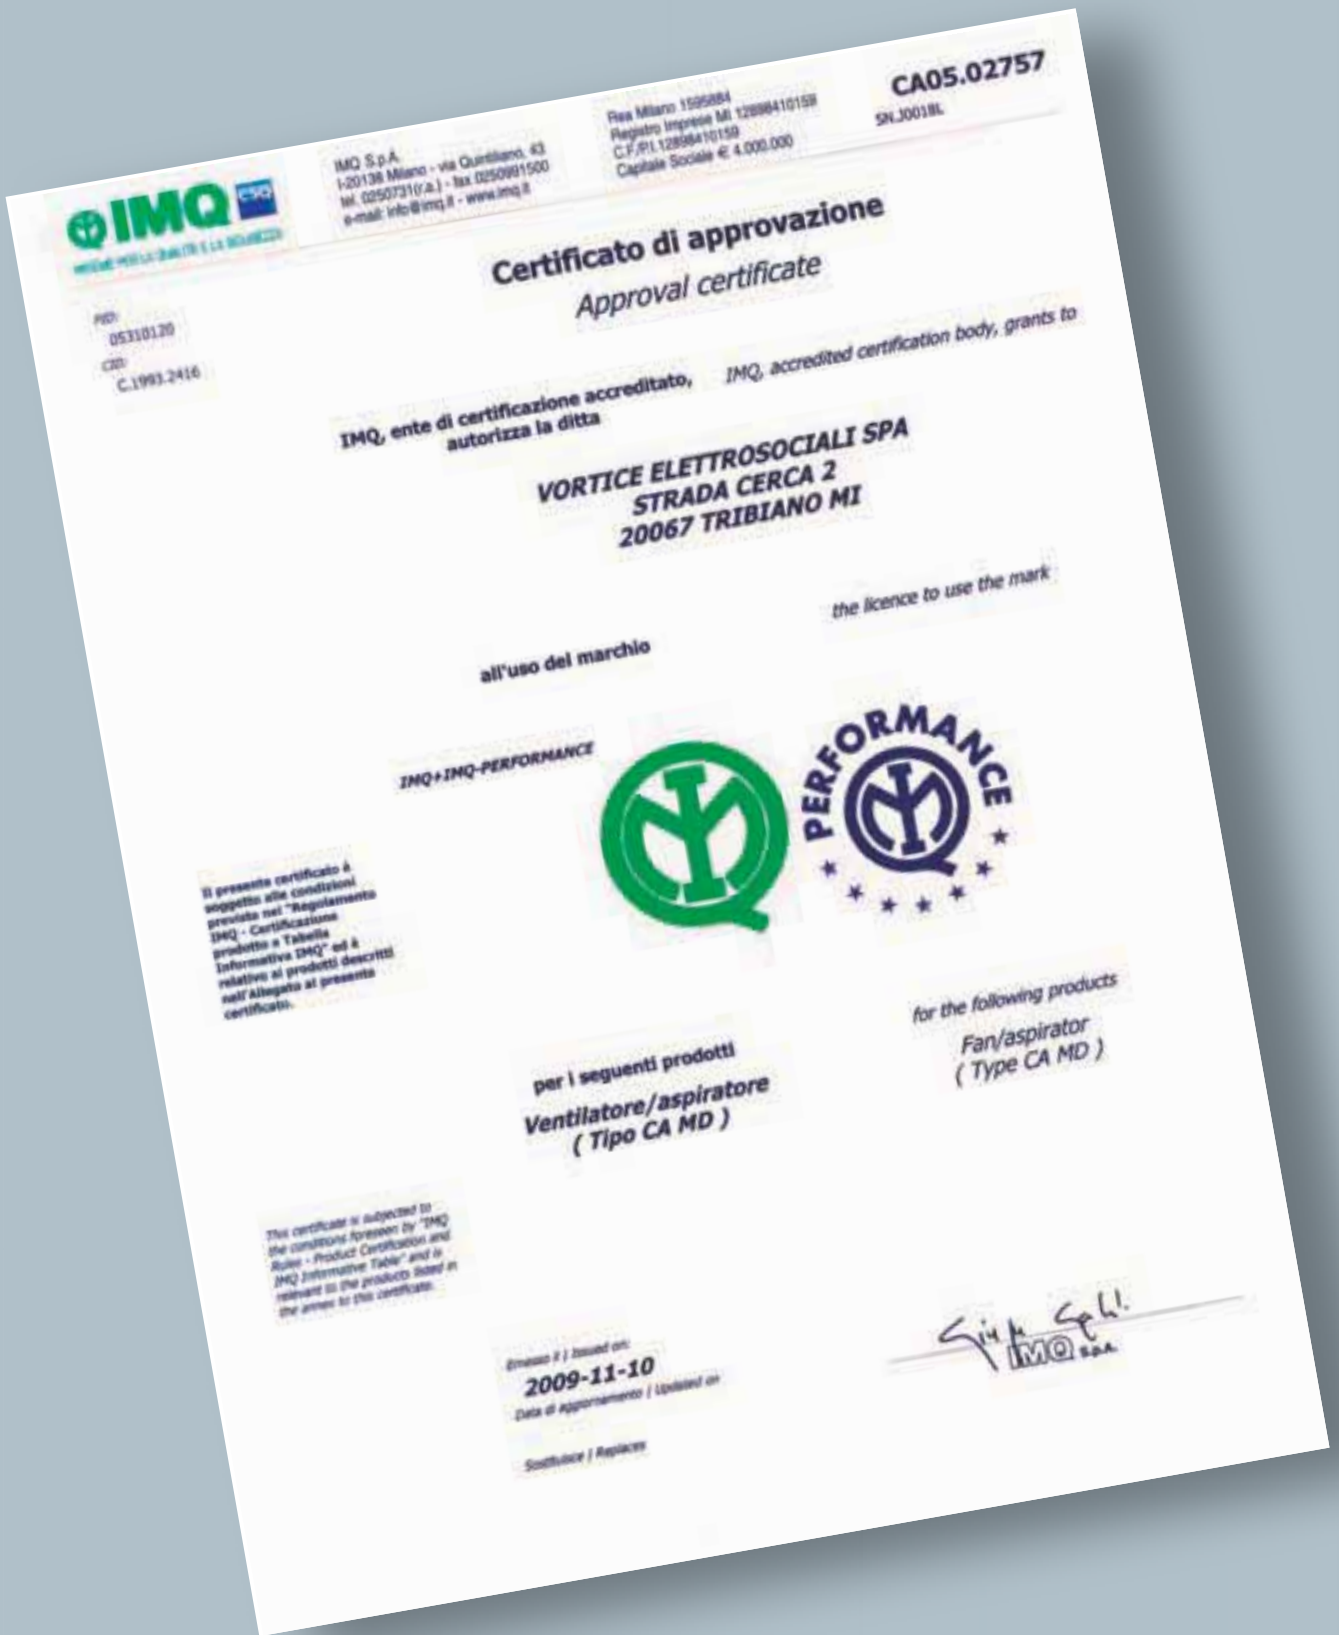 IMQ CSQ
INSIEME PER LA QUALITÀ E LA SICUREZZA
IMQ S.p.A.
I-20138 Milano - via Quintiliano, 43
tel. 0250731(r.a.) - fax 0250991500
e-mail: info@imq.it - www.imq.it
Rea Milano 1595884
Registro Imprese MI 12898410159
C.F./P.I. 12898410159
Capitale Sociale € 4.000.000
CA05.02757
SN.J0018L
Certificato di approvazione
Approval certificate
PID:
05310120
CID:
C.1993.2416
IMQ, ente di certificazione accreditato,
autorizza la ditta
IMQ, accredited certification body, grants to
VORTICE ELETTROSOCIALI SPA
STRADA CERCA 2
20067 TRIBIANO MI
all'uso del marchio
the licence to use the mark
IMQ+IMQ-PERFORMANCE
PERFORMANCE
Il presente certificato è
soggetto alle condizioni
previste nel "Regolamento
IMQ - Certificazione
prodotto e Tabella
Informativa IMQ" ed è
relativo ai prodotti descritti
nell'Allegato al presente
certificato.
per i seguenti prodotti
Ventilatore/aspiratore
( Tipo CA MD )
for the following products
Fan/aspirator
( Type CA MD )
This certificate is subjected to
the conditions foreseen by "IMQ
Rules - Product Certification and
IMQ Informative Table" and is
relevant to the products listed in
the annex to this certificate.
Emesso il | Issued on:
2009-11-10
Data di aggiornamento | Updated on
Sostituisce | Replaces
IMQ S.p.A.